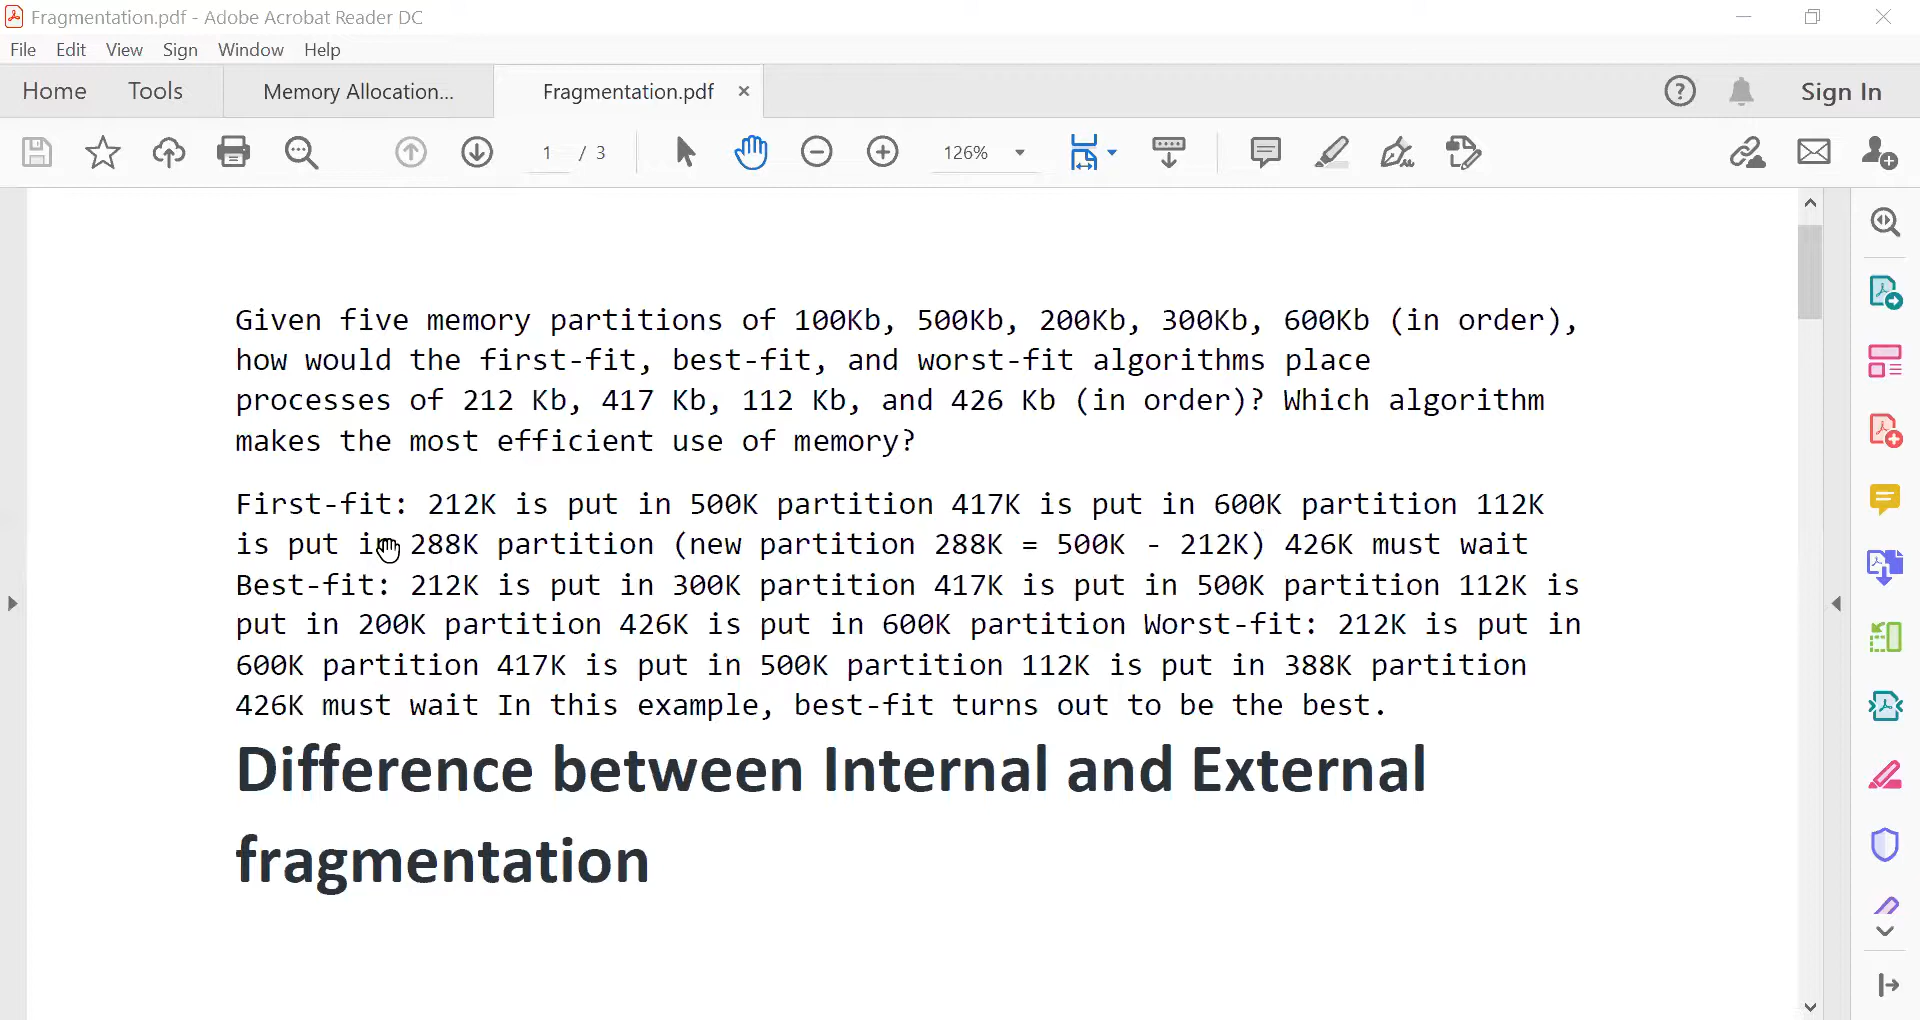 Fragmentation.pdf - Adobe Acrobat Reader DC
File Edit View Sign Window Help
Home Tools Memory Allocation... Fragmentation.pdf × Sign In
1 / 3 126%
Given five memory partitions of 100Kb, 500Kb, 200Kb, 300Kb, 600Kb (in order),
how would the first-fit, best-fit, and worst-fit algorithms place
processes of 212 Kb, 417 Kb, 112 Kb, and 426 Kb (in order)? Which algorithm
makes the most efficient use of memory?
First-fit: 212K is put in 500K partition 417K is put in 600K partition 112K
is put in 288K partition (new partition 288K = 500K - 212K) 426K must wait
Best-fit: 212K is put in 300K partition 417K is put in 500K partition 112K is
put in 200K partition 426K is put in 600K partition Worst-fit: 212K is put in
600K partition 417K is put in 500K partition 112K is put in 388K partition
426K must wait In this example, best-fit turns out to be the best.
Difference between Internal and External
fragmentation